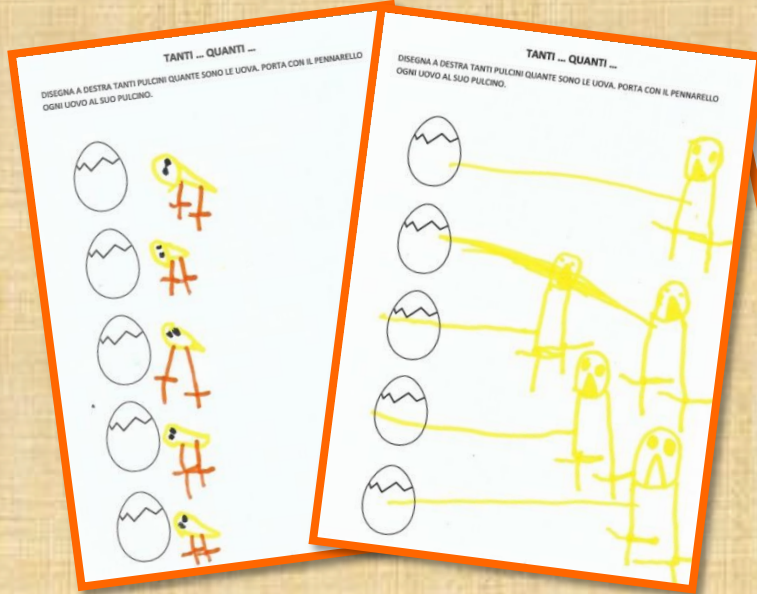 TANTI ... QUANTI ...
DISEGNA A DESTRA TANTI PULCINI QUANTE SONO LE UOVA. PORTA CON IL PENNARELLO
OGNI UOVO AL SUO PULCINO.
TANTI ... QUANTI ...
DISEGNA A DESTRA TANTI PULCINI QUANTE SONO LE UOVA. PORTA CON IL PENNARELLO
OGNI UOVO AL SUO PULCINO.